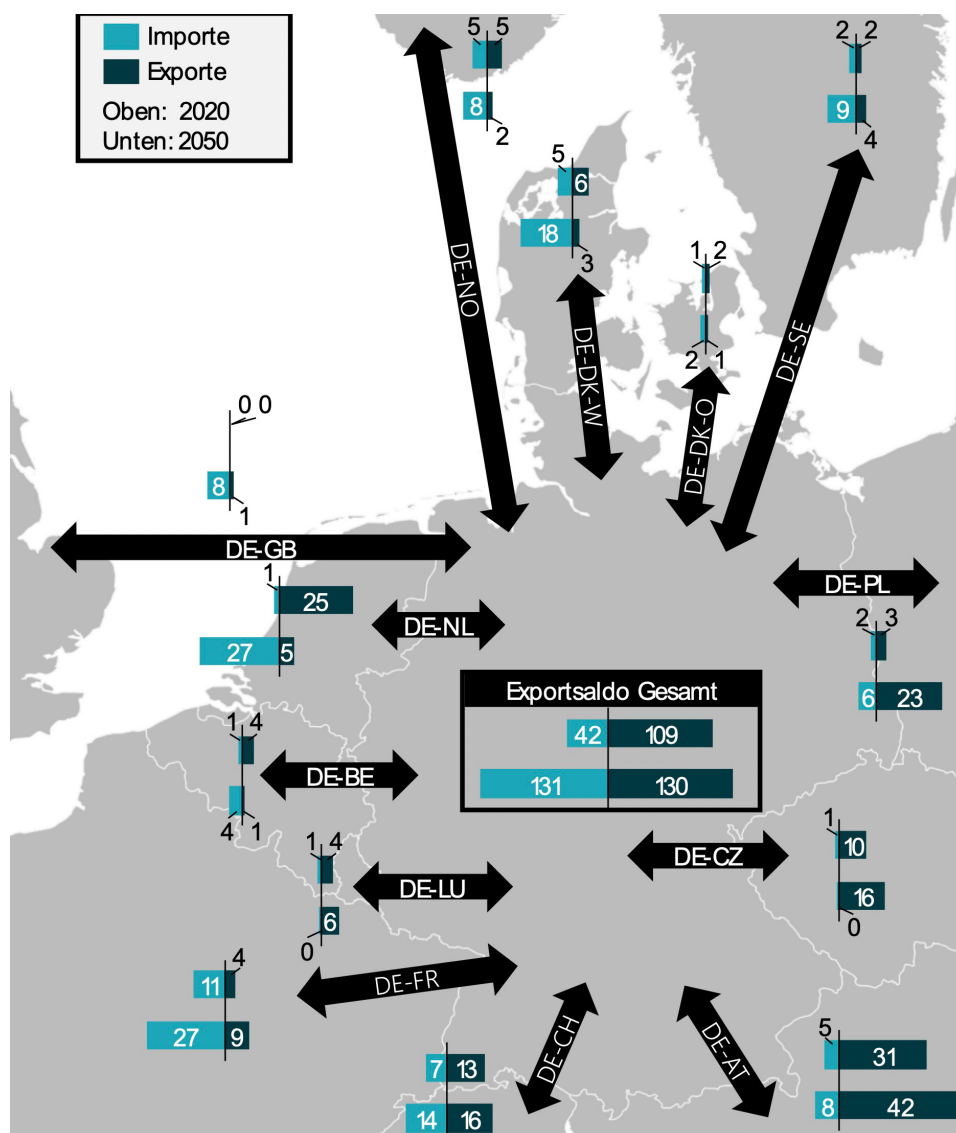 Importe
Exporte
Oben: 2020
Unten: 2050
5 5
8
2
2 2
9
4
5
6
18
3
1 2
2 1
DE-NO
DE-DK-W
DE-DK-O
DE-SE
0 0
8
1
DE-GB
1
25
27 5
DE-NL
DE-PL
2 3
6 23
Exportsaldo Gesamt
42 109
131 130
1 4
4 1
DE-BE
1 4
6
0
DE-LU
DE-CZ
1
10
16
0
4
11
27 9
DE-FR
DE-CH
7 13
14 16
DE-AT
5
31
8 42